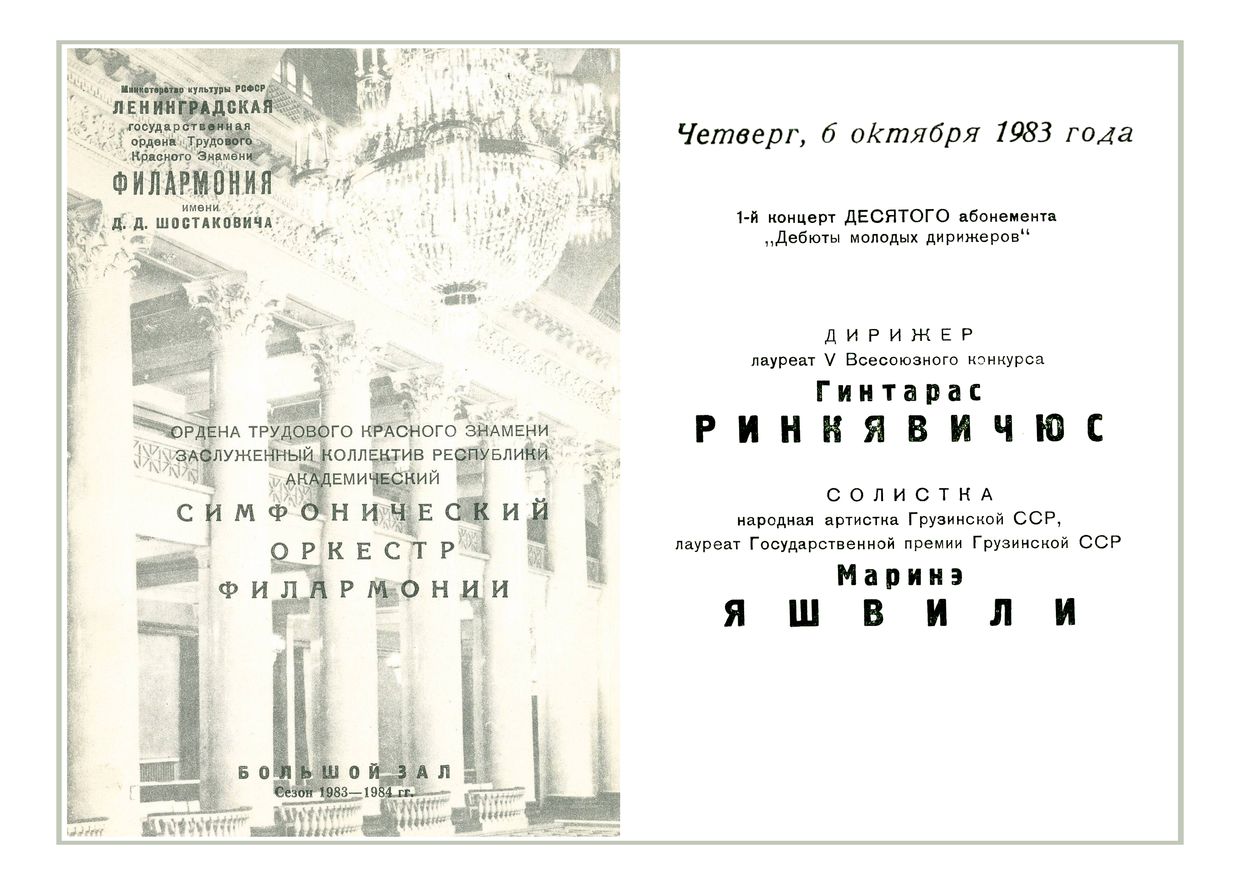 Министерство культуры РСФСР
ЛЕНИНГРАДСКАЯ
государственная
ордена Трудового
Красного Знамени
ФИЛАРМОНИЯ
имени
Д. Д. ШОСТАКОВИЧА
ОРДЕНА ТРУДОВОГО КРАСНОГО ЗНАМЕНИ
ЗАСЛУЖЕННЫЙ КОЛЛЕКТИВ РЕСПУБЛИКИ
АКАДЕМИЧЕСКИЙ
СИМФОНИЧЕСКИЙ
ОРКЕСТР
ФИЛАРМОНИИ
БОЛЬШОЙ ЗАЛ
Сезон 1983—1984 гг.
Четверг, 6 октября 1983 года
1-й концерт ДЕСЯТОГО абонемента
„Дебюты молодых дирижеров“
ДИРИЖЕР
лауреат V Всесоюзного конкурса
Гинтарас
РИНКЯВИЧЮС
СОЛИСТКА
народная артистка Грузинской ССР,
лауреат Государственной премии Грузинской ССР
Маринэ
ЯШВИЛИ